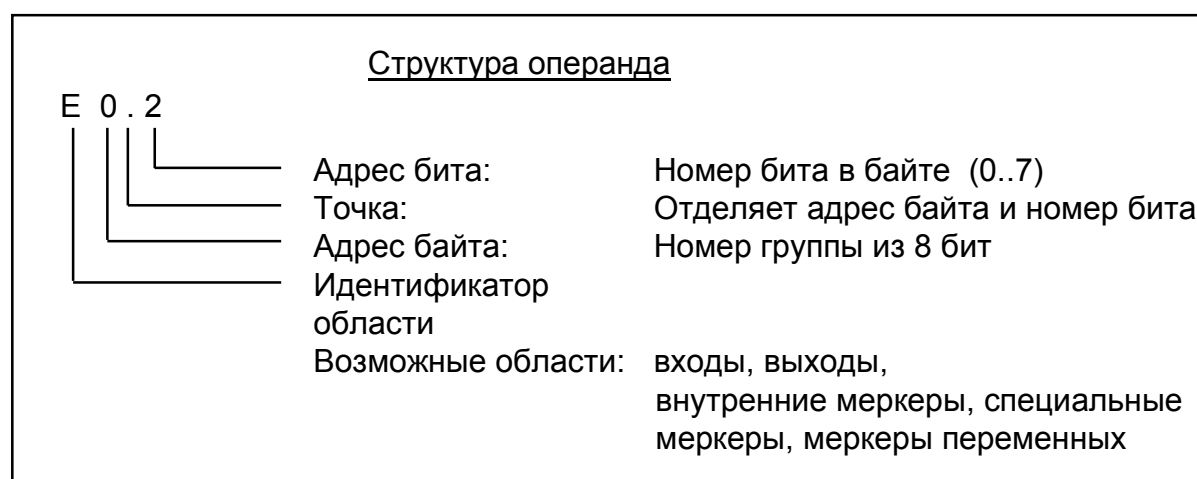 Структура операнда
E 0 . 2
Адрес бита: Номер бита в байте (0..7)
Точка: Отделяет адрес байта и номер бита
Адрес байта: Номер группы из 8 бит
Идентификатор
области
Возможные области: входы, выходы,
внутренние меркеры, специальные
меркеры, меркеры переменных